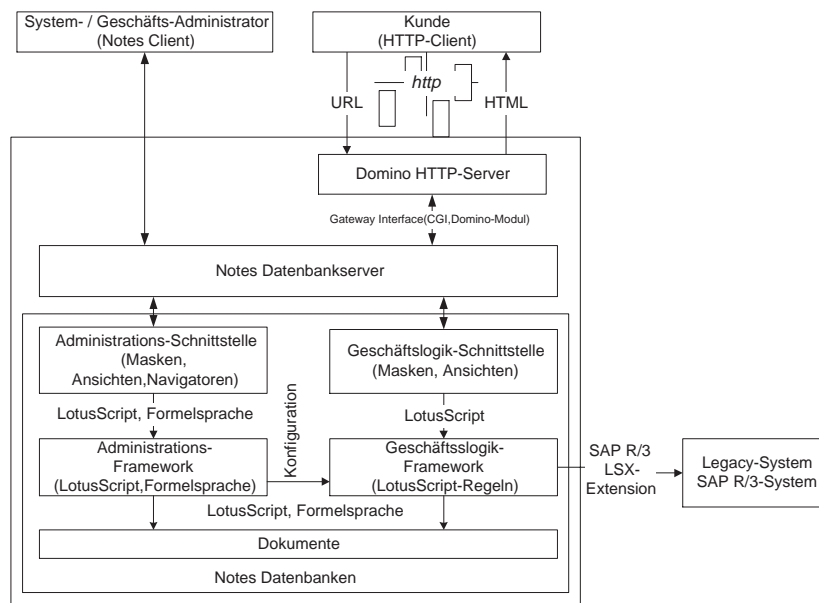 System- / Geschäfts-Administrator
(Notes Client)
Kunde
(HTTP-Client)
URL
http
HTML
Domino HTTP-Server
Gateway Interface(CGI,Domino-Modul)
Notes Datenbankserver
Administrations-Schnittstelle
(Masken,
Ansichten,Navigatoren)
Geschäftslogik-Schnittstelle
(Masken, Ansichten)
LotusScript, Formelsprache
Konfiguration
LotusScript
Administrations-
Framework
(LotusScript,Formelsprache)
Geschäftsslogik-
Framework
(LotusScript-Regeln)
SAP R/3
LSX-
Extension
Legacy-System
SAP R/3-System
LotusScript, Formelsprache
Dokumente
Notes Datenbanken